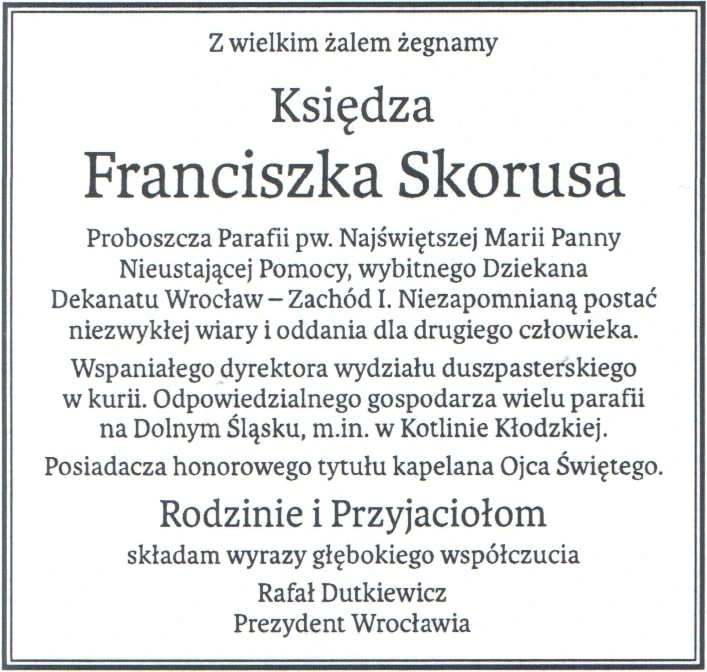 Z wielkim żalem żegnamy
Księdza
Franciszka Skorusa
Proboszcza Parafii pw. Najświętszej Marii Panny
Nieustającej Pomocy, wybitnego Dziekana
Dekanatu Wrocław – Zachód I. Niezapomnianą postać
niezwykłej wiary i oddania dla drugiego człowieka.
Wspaniałego dyrektora wydziału duszpasterskiego
w kurii. Odpowiedzialnego gospodarza wielu parafii
na Dolnym Śląsku, m.in. w Kotlinie Kłodzkiej.
Posiadacza honorowego tytułu kapelana Ojca Świętego.
Rodzinie i Przyjaciołom
składam wyrazy głębokiego współczucia
Rafał Dutkiewicz
Prezydent Wrocławia